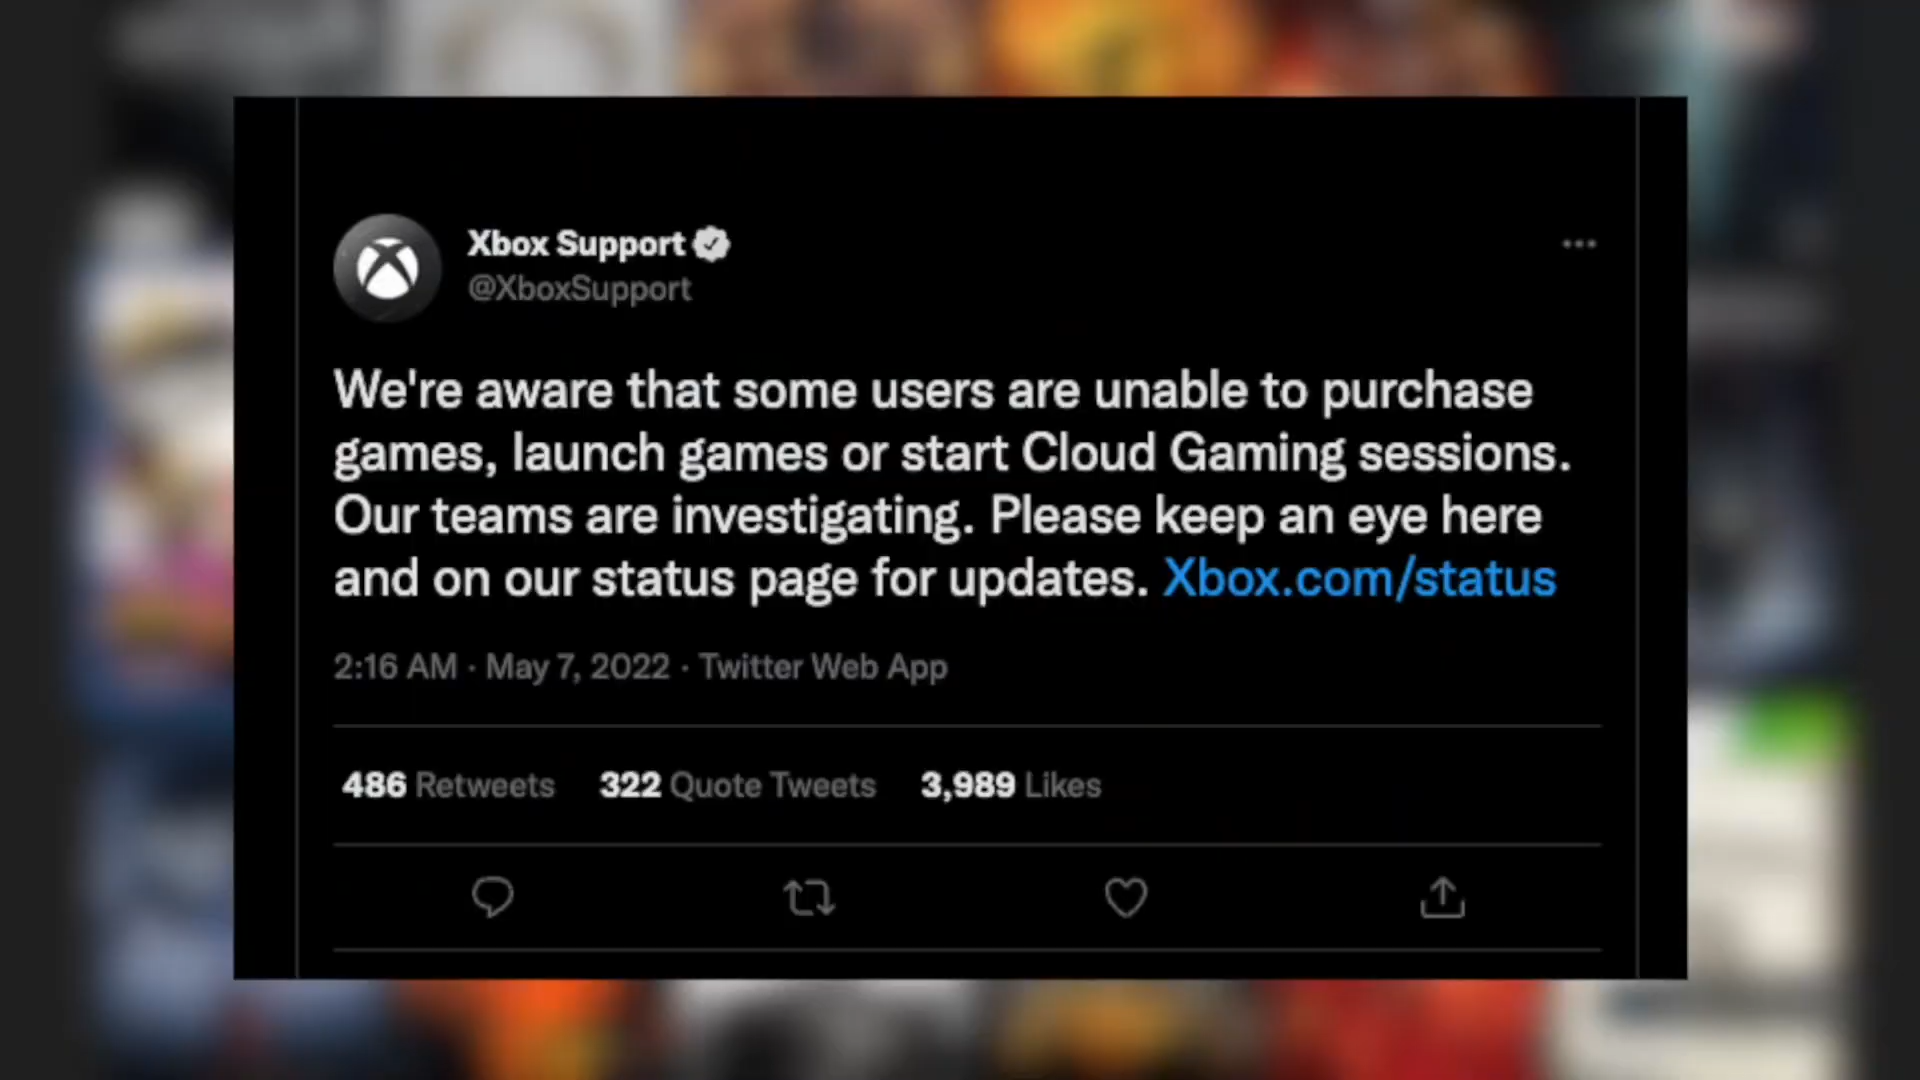 Xbox Support
@XboxSupport
We're aware that some users are unable to purchase
games, launch games or start Cloud Gaming sessions.
Our teams are investigating. Please keep an eye here
and on our status page for updates. Xbox.com/status
2:16 AM · May 7, 2022 · Twitter Web App
486 Retweets 322 Quote Tweets 3,989 Likes